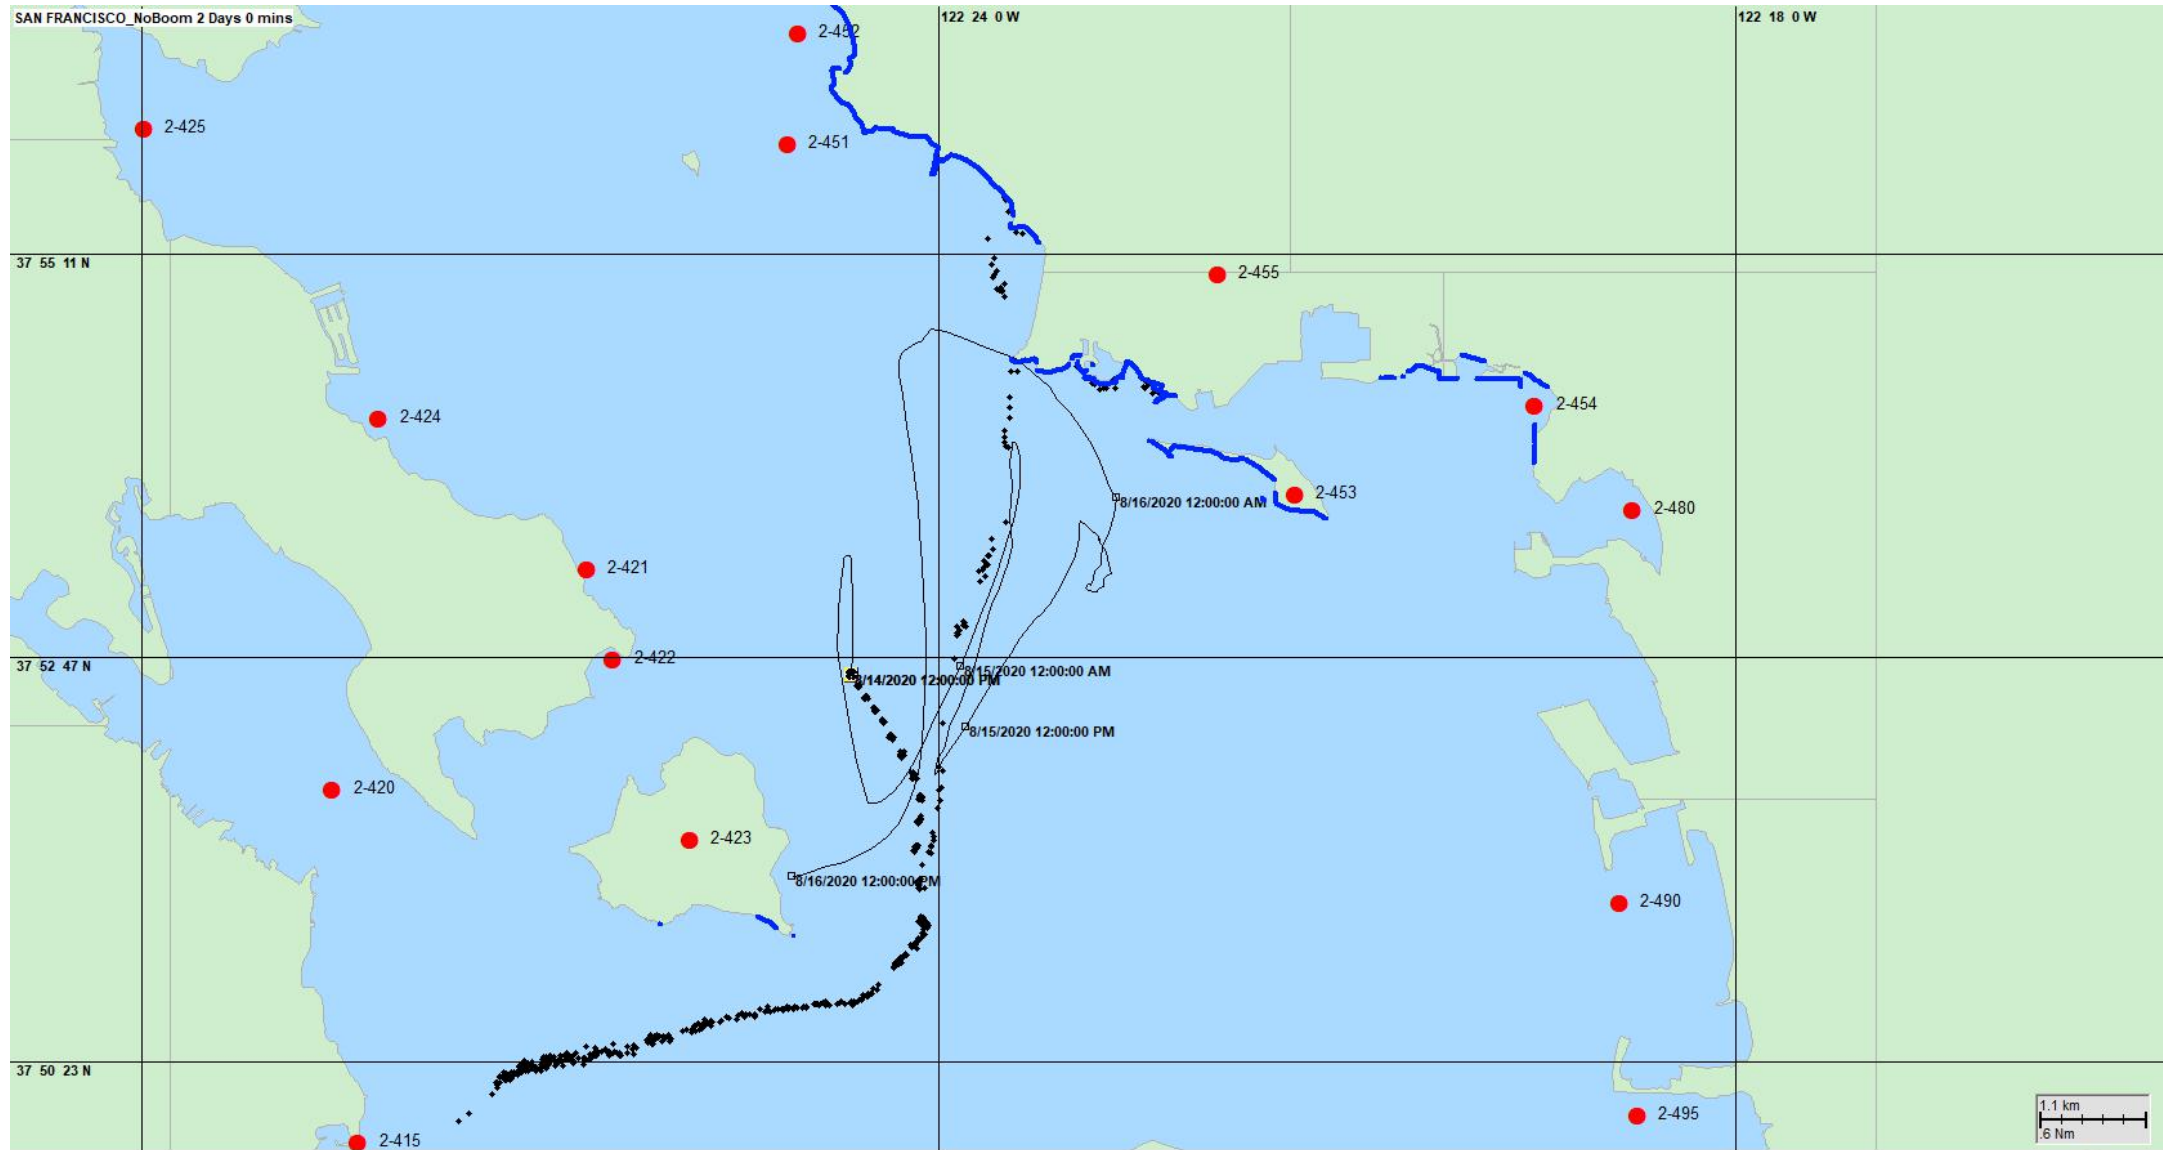 SAN FRANCISCO_NoBoom 2 Days 0 mins
122 24 0 W
122 18 0 W
2-452
2-425
2-451
37 55 11 N
2-455
2-424
2-454
2-453
8/16/2020 12:00:00 AM
2-480
2-421
2-422
37 52 47 N
8/15/2020 12:00:00 AM
8/14/2020 12:00:00 PM
8/15/2020 12:00:00 PM
2-420
2-423
8/16/2020 12:00:00 PM
2-490
37 50 23 N
1.1 km
.6 Nm
2-495
2-415